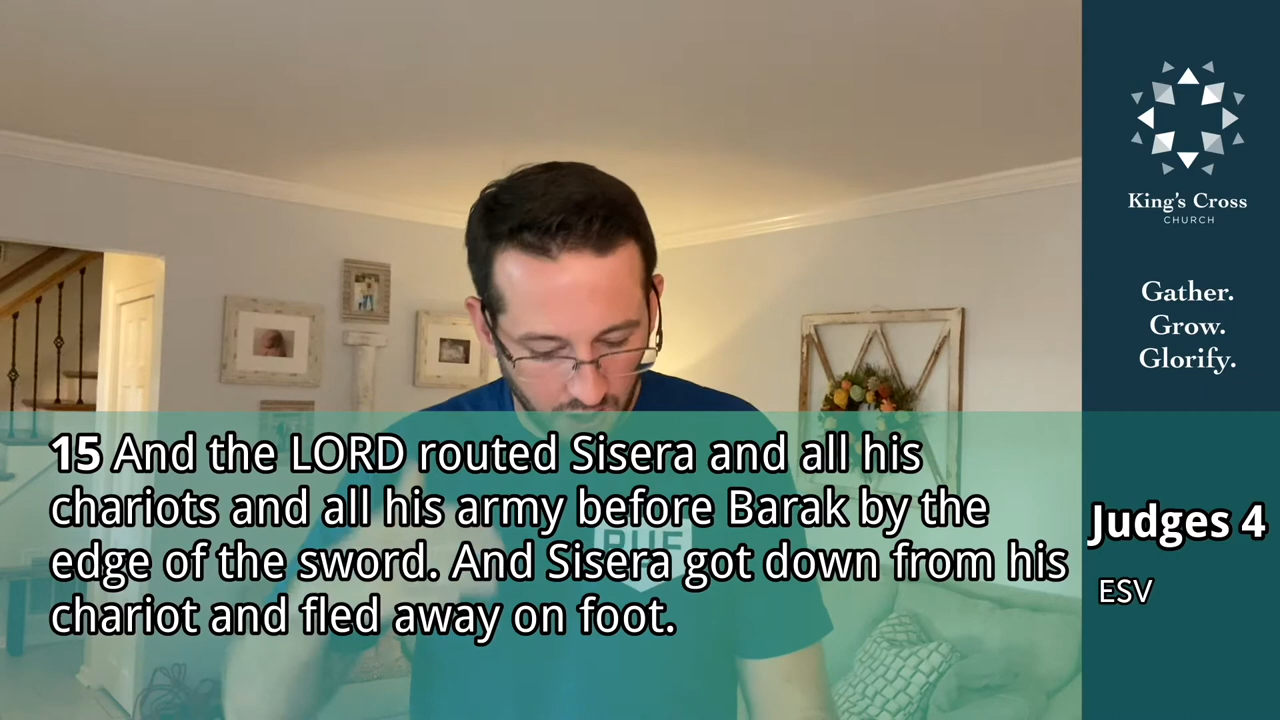 King's Cross
CHURCH
Gather.
Grow.
Glorify.
15 And the LORD routed Sisera and all his
chariots and all his army before Barak by the
edge of the sword. And Sisera got down from his
chariot and fled away on foot.
Judges 4
ESV